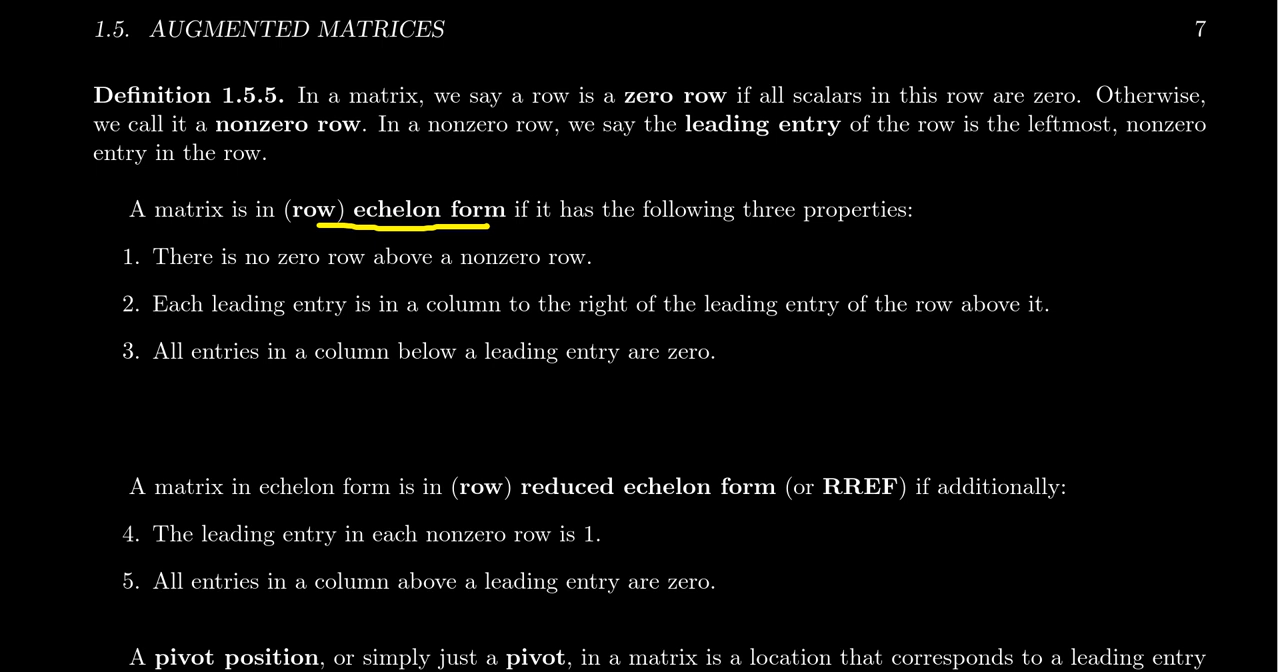 1.5. AUGMENTED MATRICES 7
Definition 1.5.5. In a matrix, we say a row is a zero row if all scalars in this row are zero. Otherwise,
we call it a nonzero row. In a nonzero row, we say the leading entry of the row is the leftmost, nonzero
entry in the row.
A matrix is in (row) echelon form if it has the following three properties:
1. There is no zero row above a nonzero row.
2. Each leading entry is in a column to the right of the leading entry of the row above it.
3. All entries in a column below a leading entry are zero.
A matrix in echelon form is in (row) reduced echelon form (or RREF) if additionally:
4. The leading entry in each nonzero row is 1.
5. All entries in a column above a leading entry are zero.
A pivot position, or simply just a pivot, in a matrix is a location that corresponds to a leading entry